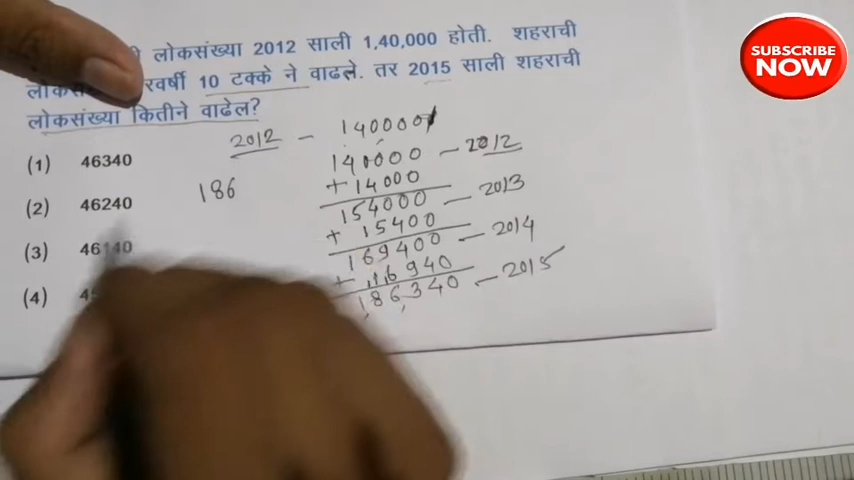 लोकसंख्या 2012 साली 1,40,000 होती. शहराची
10 टक्के ने वाढले. तर 2015 साली शहराची
लोकसंख्या कितीने वाढेल?
(1) 46340
(2) 46240
(3) 46140
(4)
2012 - 140000
140000 - 2012
+ 14000
154000 - 2013
+ 15400
169400 - 2014
+ 16940
186340 - 2015
186
SUBSCRIBE
NOW